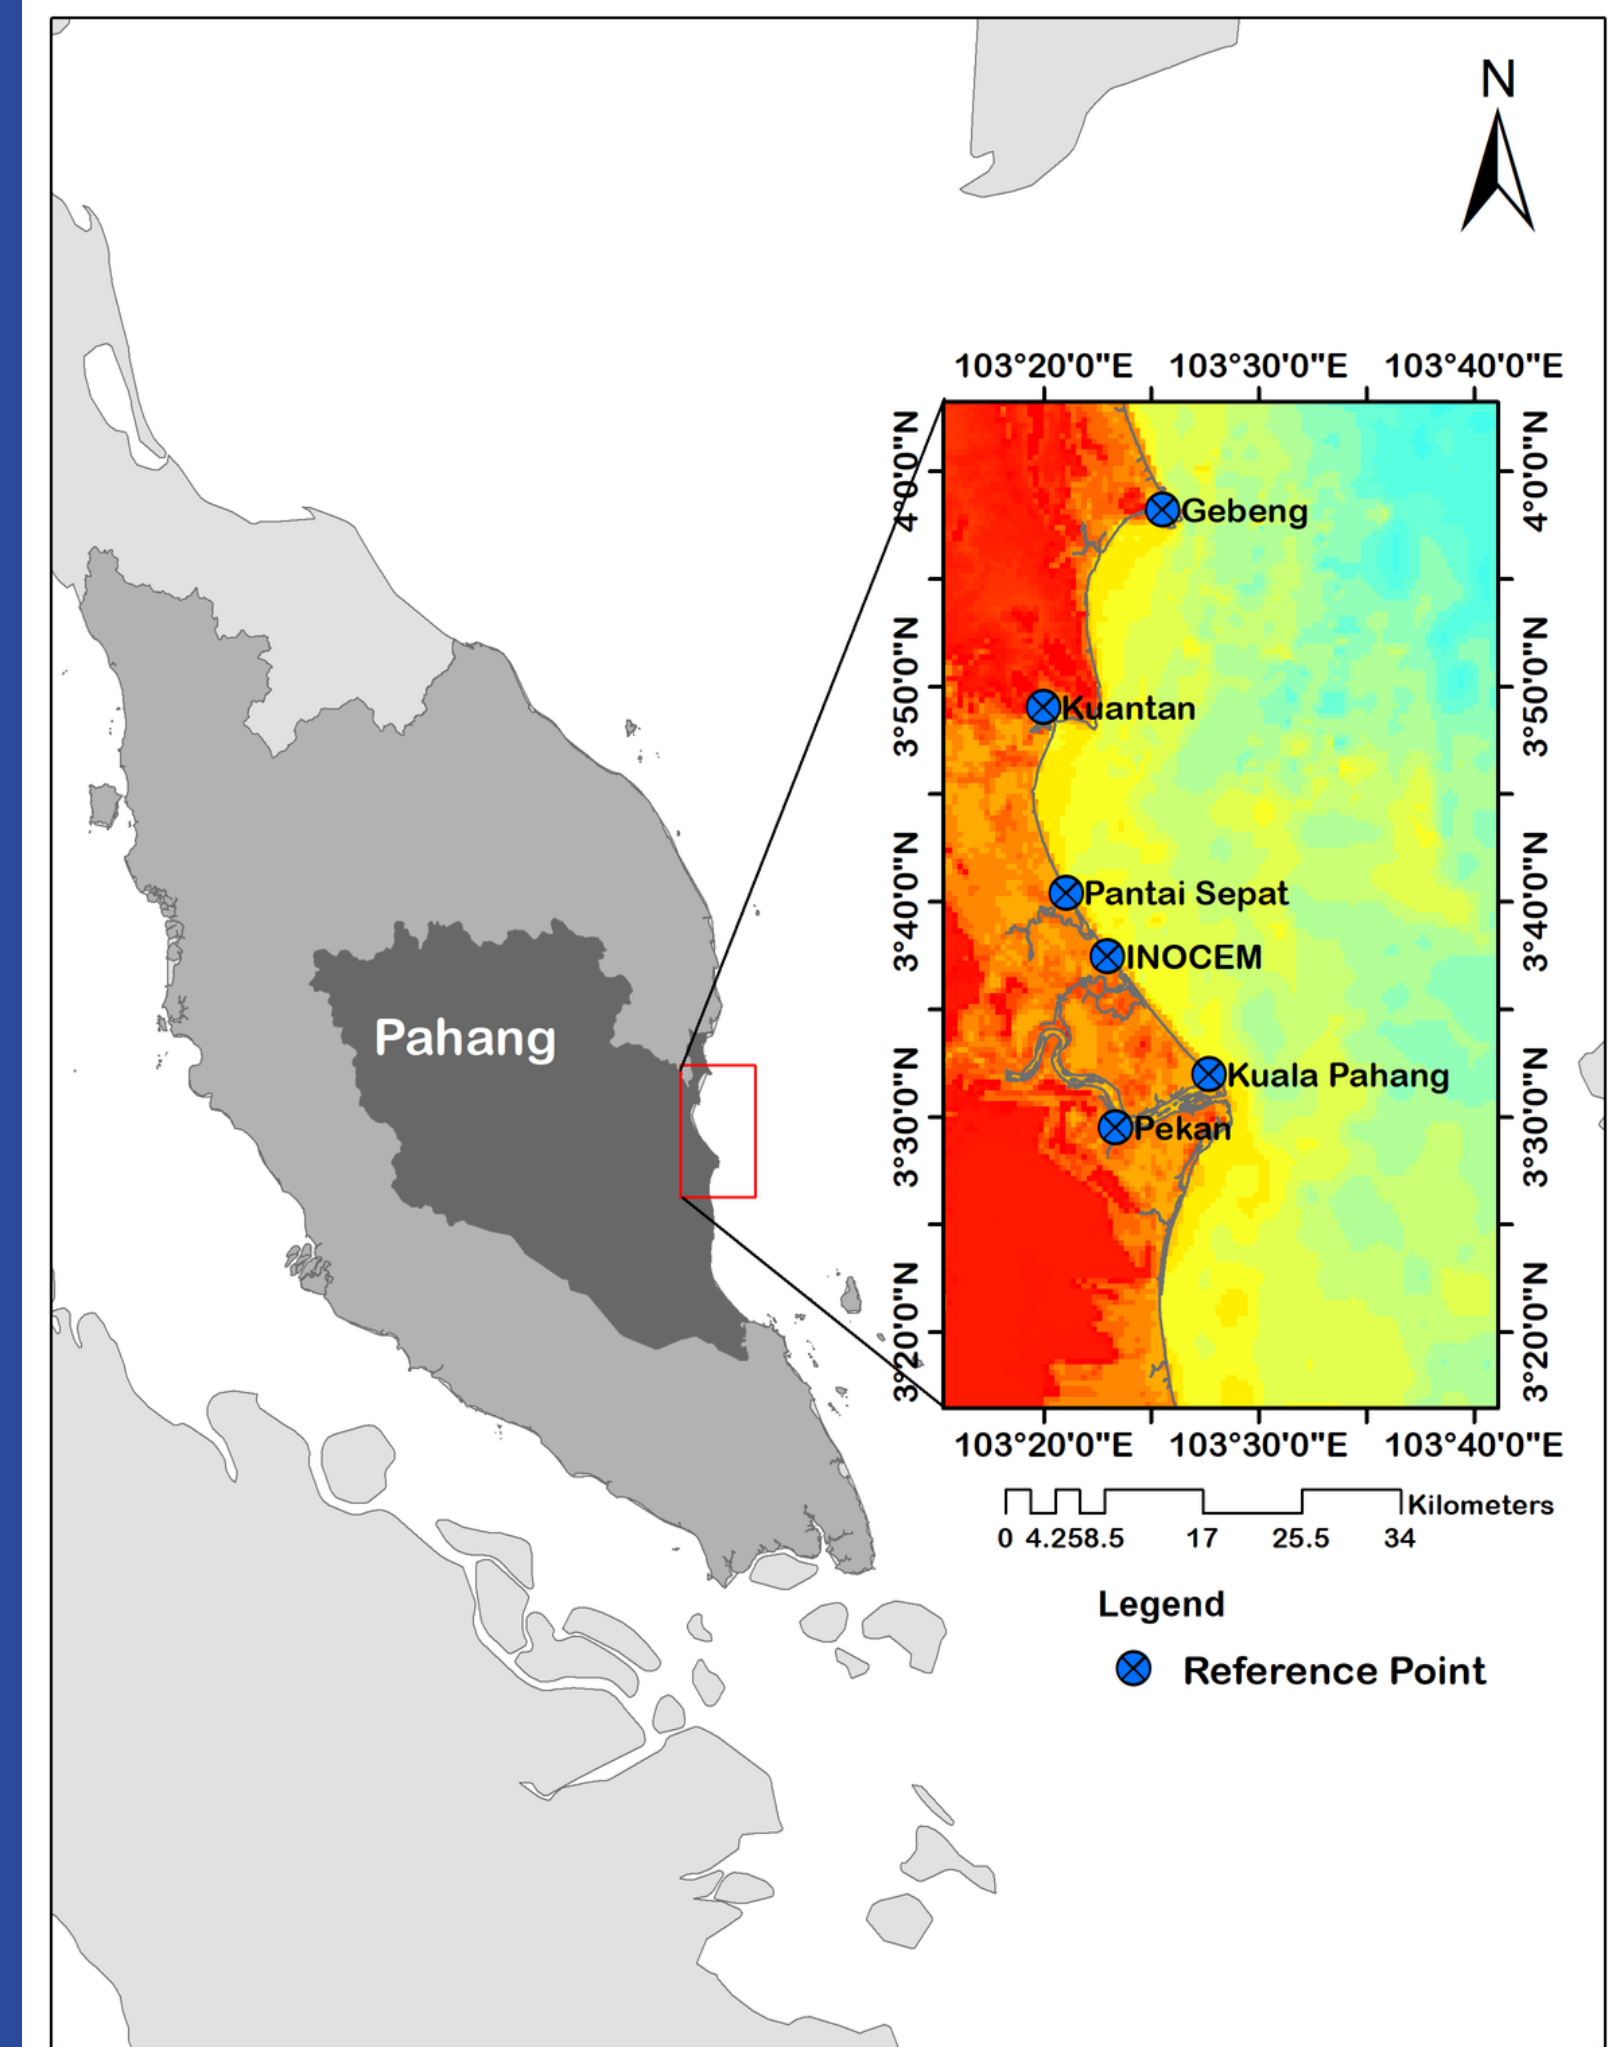 N
103°20'0"E 103°30'0"E 103°40'0"E
4°0'0"N
4°0'0"N
Gebeng
3°50'0"N
3°50'0"N
Kuantan
3°40'0"N
3°40'0"N
Pantai Sepat
INOCEM
Pahang
Kuala Pahang
3°30'0"N
3°30'0"N
Pekan
3°20'0"N
3°20'0"N
103°20'0"E 103°30'0"E 103°40'0"E
Kilometers
0 4.258.5 17 25.5 34
Legend
Reference Point